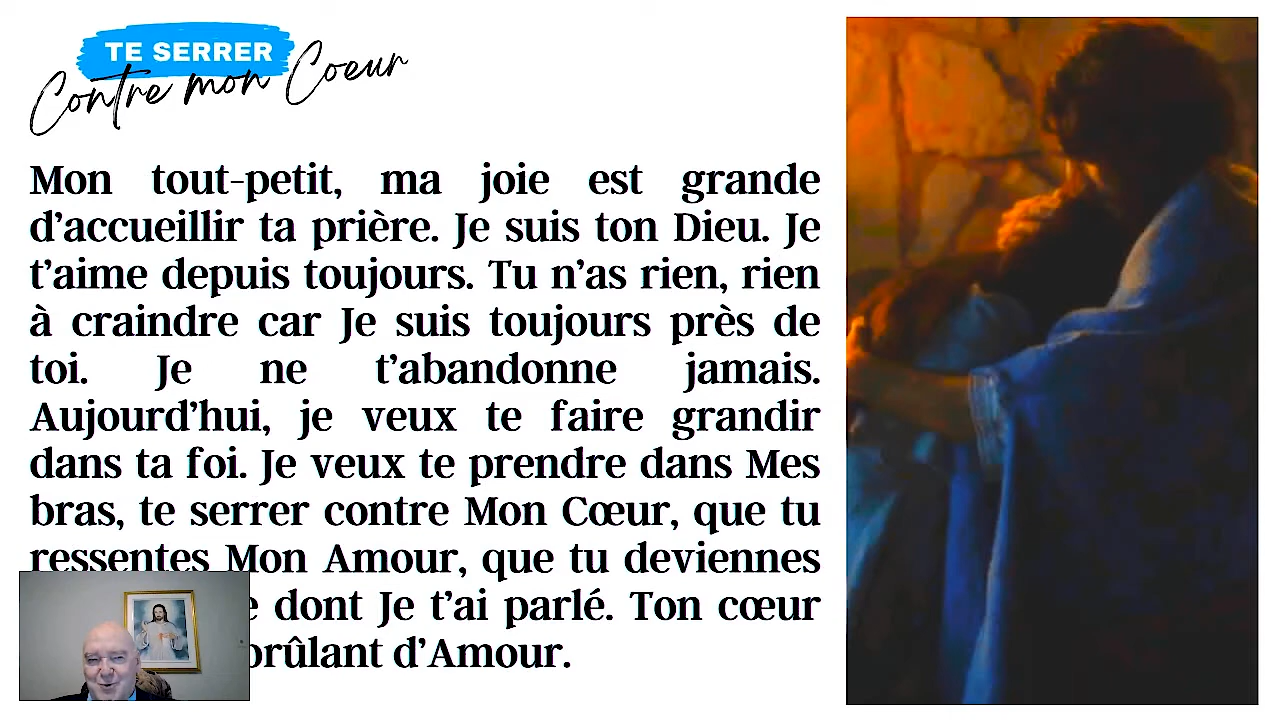 TE SERRER
Contre mon Coeur
Mon tout-petit, ma joie est grande
d’accueillir ta prière. Je suis ton Dieu. Je
t’aime depuis toujours. Tu n’as rien, rien
à craindre car Je suis toujours près de
toi. Je ne t’abandonne jamais.
Aujourd’hui, je veux te faire grandir
dans ta foi. Je veux te prendre dans Mes
bras, te serrer contre Mon Cœur, que tu
ressentes Mon Amour, que tu deviennes
dont Je t’ai parlé. Ton cœur
brûlant d’Amour.